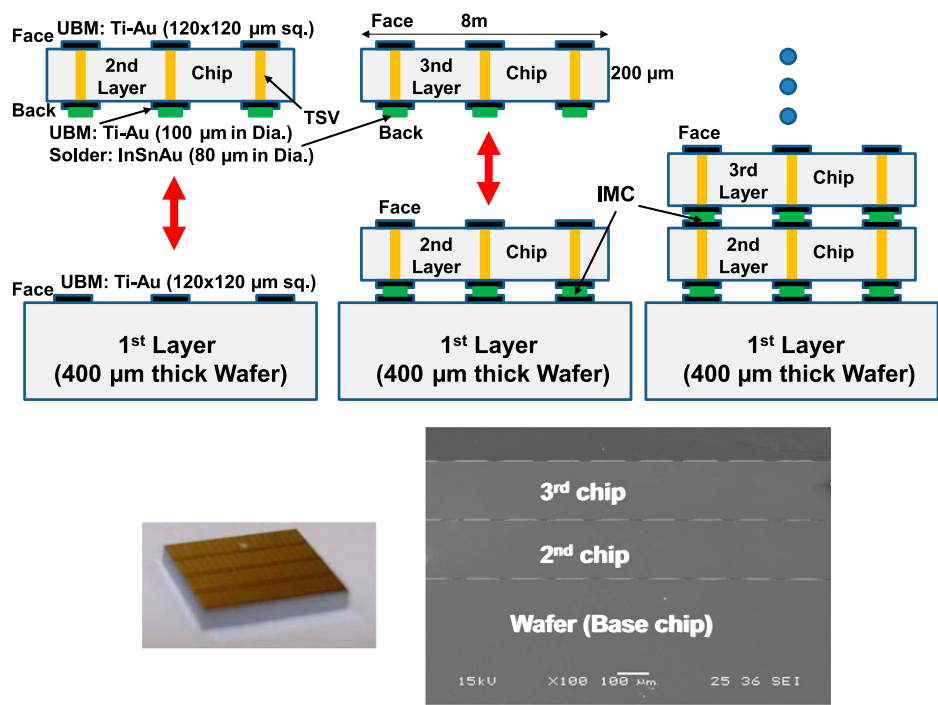 UBM: Ti-Au (120x120 µm sq.)
Face
2nd
Layer
Chip
Back
TSV
UBM: Ti-Au (100 µm in Dia.)
Solder: InSnAu (80 µm in Dia.)
UBM: Ti-Au (120x120 µm sq.)
Face
1st Layer
(400 µm thick Wafer)
Face
8m
3nd
Layer
Chip
200 µm
Back
IMC
Face
2nd
Layer
Chip
1st Layer
(400 µm thick Wafer)
Face
3rd
Layer
Chip
2nd
Layer
Chip
1st Layer
(400 µm thick Wafer)
3rd chip
2nd chip
Wafer (Base chip)
15kV X100 100 µm 25 36 SEI